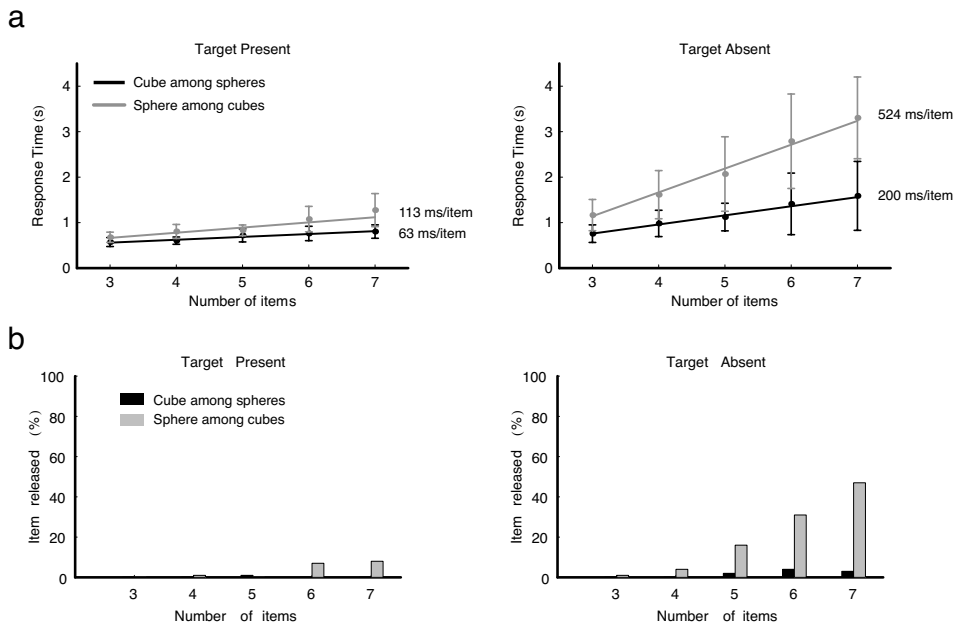 a
Target Present
Target Absent
Cube among spheres
Sphere among cubes
Response Time (s)
4
3
2
1
0
3 4 5 6 7
Number of items
113 ms/item
63 ms/item
Response Time (s)
4
3
2
1
0
3 4 5 6 7
Number of items
524 ms/item
200 ms/item
b
Target Present
Target Absent
Cube among spheres
Sphere among cubes
Item released (%)
100
80
60
40
20
0
3 4 5 6 7
Number of items
Item released (%)
100
80
60
40
20
0
3 4 5 6 7
Number of items